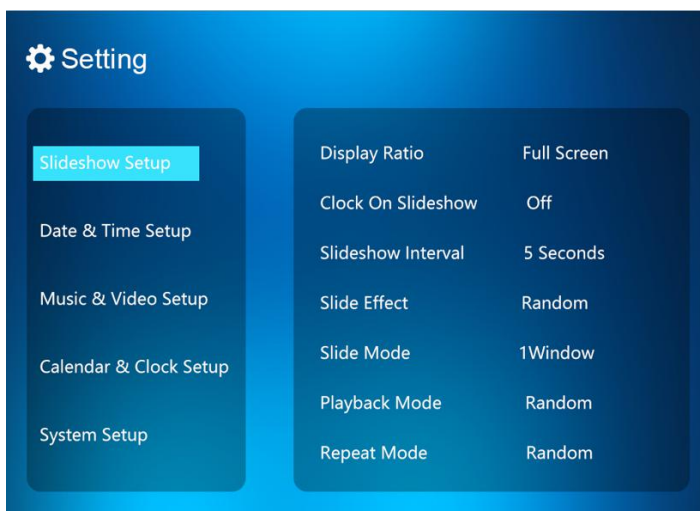 Setting
Slideshow Setup
Date & Time Setup
Music & Video Setup
Calendar & Clock Setup
System Setup
Display Ratio Full Screen
Clock On Slideshow Off
Slideshow Interval 5 Seconds
Slide Effect Random
Slide Mode 1Window
Playback Mode Random
Repeat Mode Random